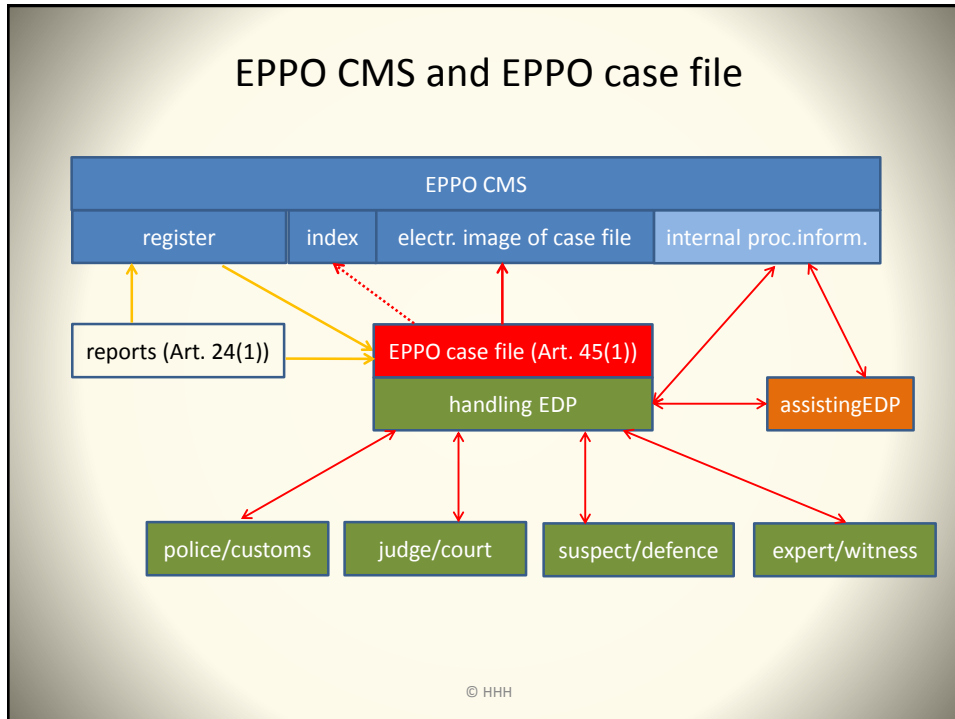 EPPO CMS and EPPO case file
EPPO CMS
register
index
electr. image of case file
internal proc.inform.
reports (Art. 24(1))
EPPO case file (Art. 45(1))
handling EDP
assistingEDP
police/customs
judge/court
suspect/defence
expert/witness
© HHH